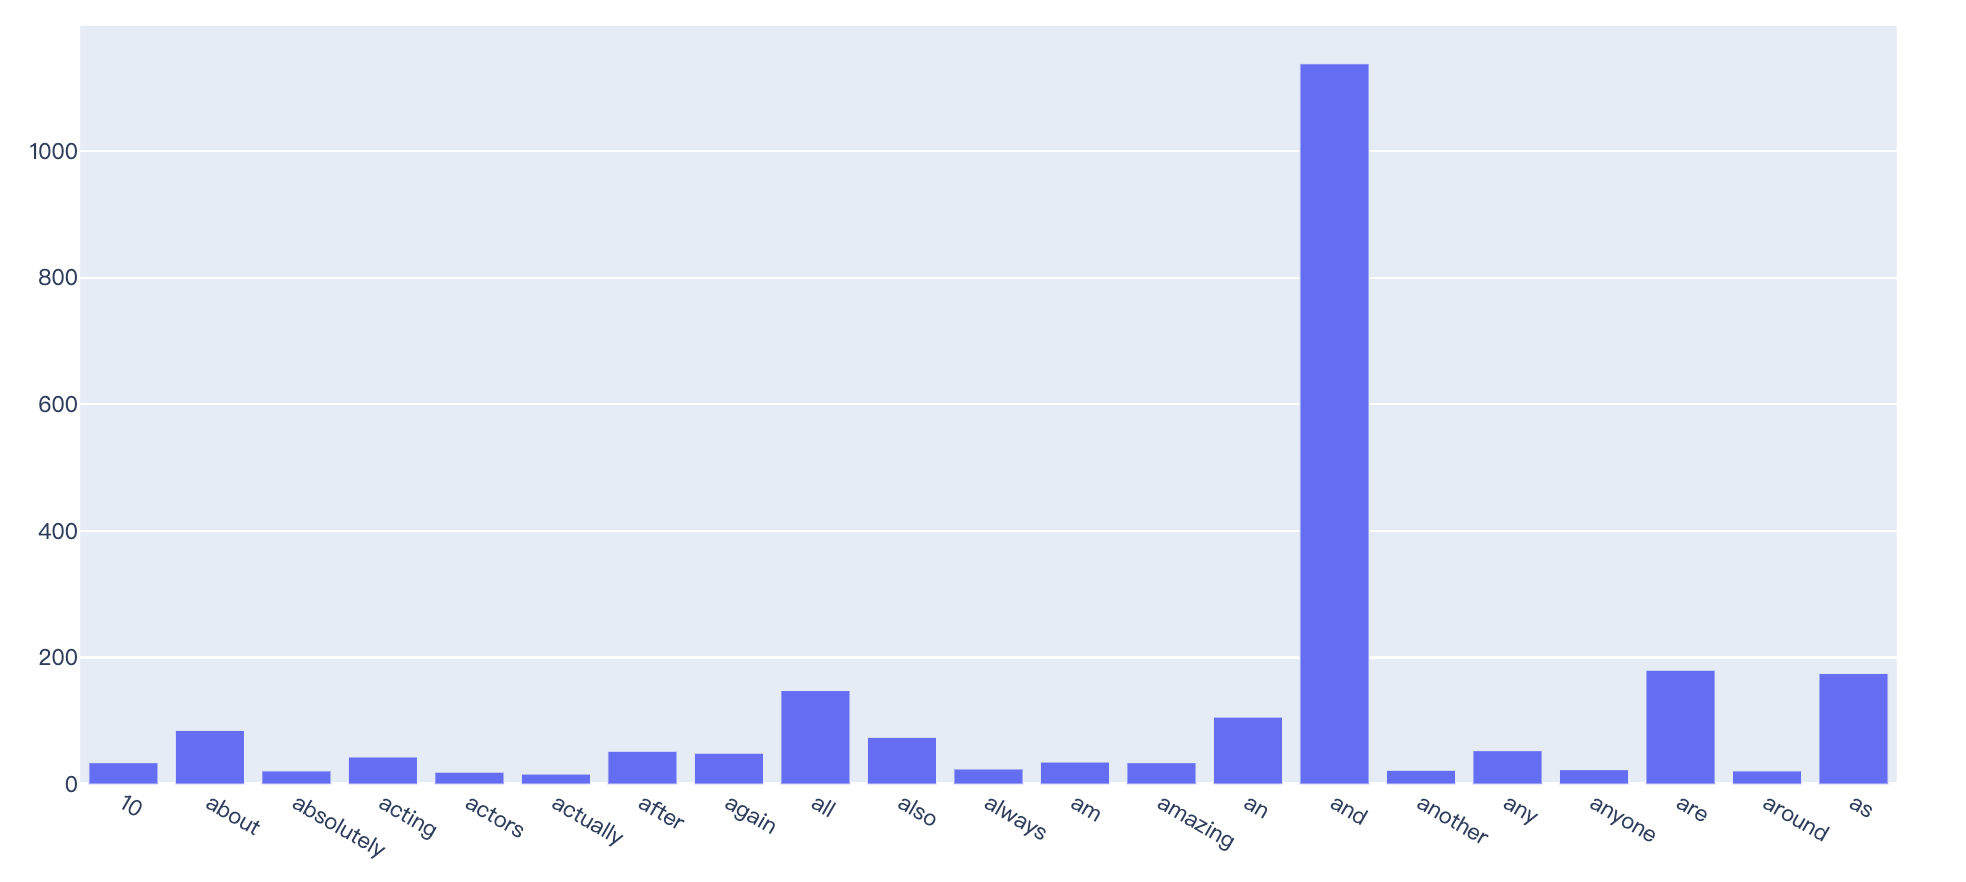 1000
800
600
400
200
0
10
about
absolutely
acting
actors
actually
after
again
all
also
always
am
amazing
an
and
another
any
anyone
are
around
as